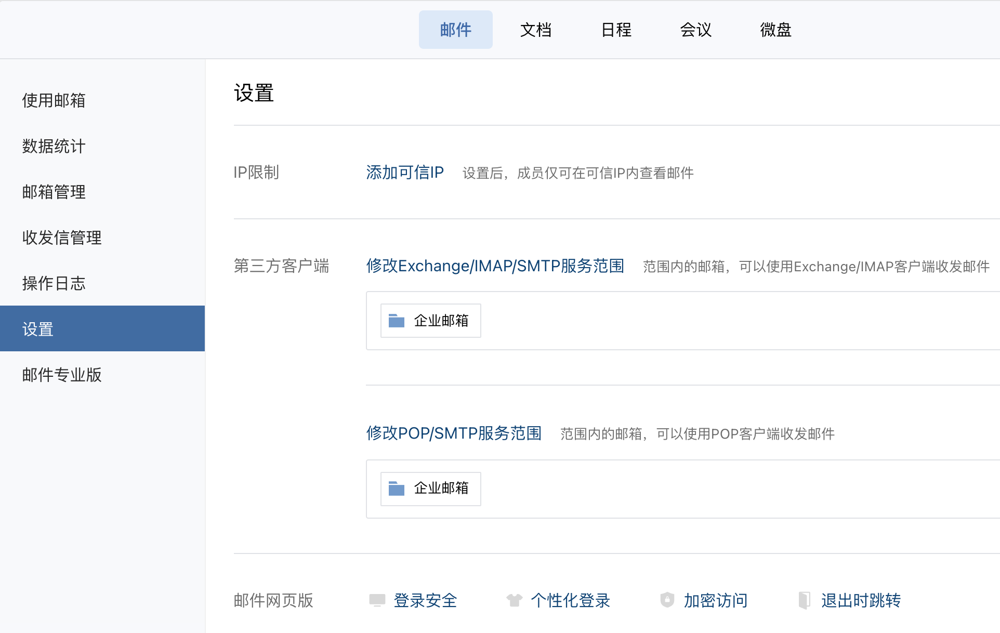 邮件 文档 日程 会议 微盘
使用邮箱
数据统计
邮箱管理
收发信管理
操作日志
设置
邮件专业版
设置
IP限制 添加可信IP 设置后，成员仅可在可信IP内查看邮件
第三方客户端 修改Exchange/IMAP/SMTP服务范围 范围内的邮箱，可以使用Exchange/IMAP客户端收发邮件
企业邮箱
修改POP/SMTP服务范围 范围内的邮箱，可以使用POP客户端收发邮件
企业邮箱
邮件网页版 登录安全 个性化登录 加密访问 退出时跳转